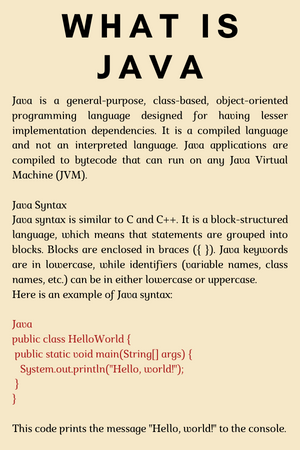 WHAT IS
JAVA
Java is a general-purpose, class-based, object-oriented
programming language designed for having lesser
implementation dependencies. It is a compiled language
and not an interpreted language. Java applications are
compiled to bytecode that can run on any Java Virtual
Machine (JVM).
Java Syntax
Java syntax is similar to C and C++. It is a block-structured
language, which means that statements are grouped into
blocks. Blocks are enclosed in braces ({ }). Java keywords
are in lowercase, while identifiers (variable names, class
names, etc.) can be in either lowercase or uppercase.
Here is an example of Java syntax:
Java
public class HelloWorld {
public static void main(String[] args) {
System.out.println("Hello, world!");
}
}
This code prints the message "Hello, world!" to the console.